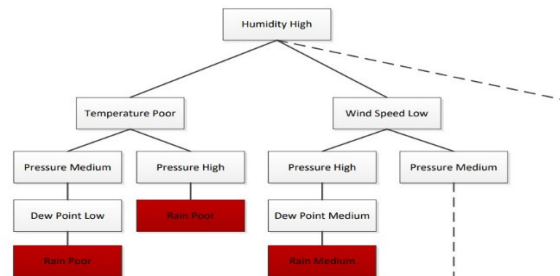 Humidity High
Temperature Poor
Wind Speed Low
Pressure Medium
Pressure High
Pressure High
Pressure Medium
Dew Point Low
Rain Poor
Dew Point Medium
Rain Poor
Rain Medium